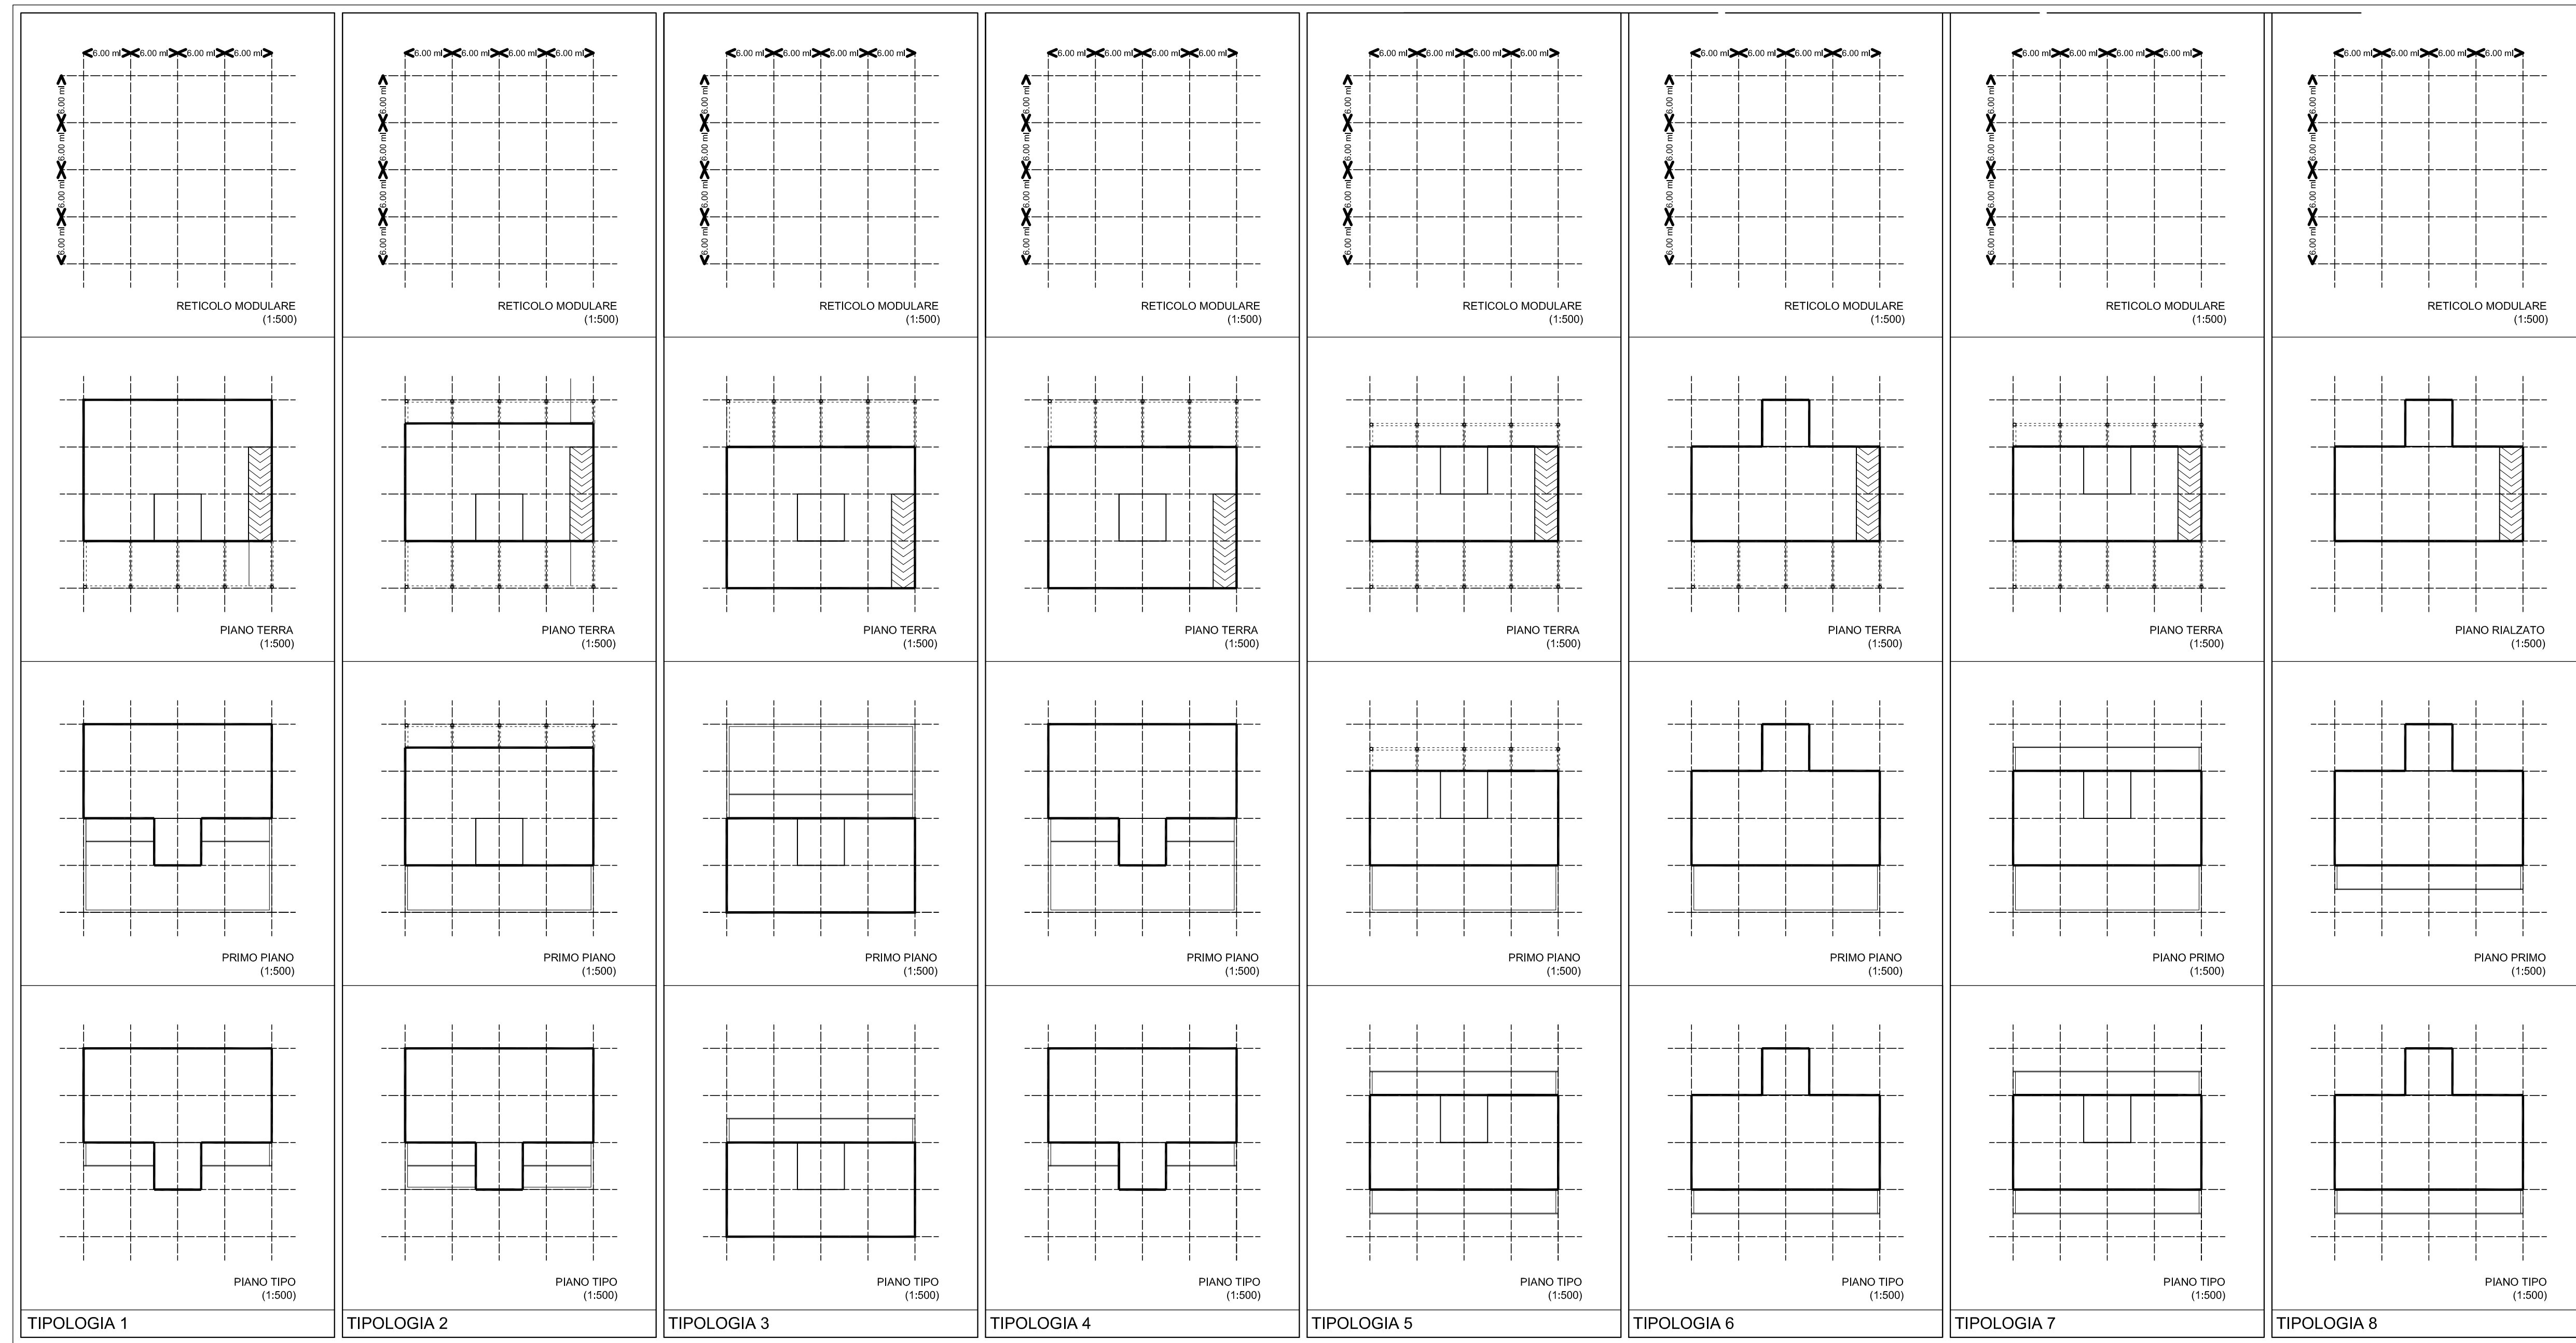 6.00 ml 6.00 ml 6.00 ml 6.00 ml 6.00 ml 6.00 ml 6.00 ml 6.00 ml 6.00 ml 6.00 ml 6.00 ml 6.00 ml 6.00 ml 6.00 ml 6.00 ml 6.00 ml 6.00 ml 6.00 ml 6.00 ml 6.00 ml 6.00 ml 6.00 ml 6.00 ml 6.00 ml 6.00 ml 6.00 ml 6.00 ml 6.00 ml 6.00 ml 6.00 ml 6.00 ml 6.00 ml
6.00 ml 6.00 ml 6.00 ml 6.00 ml 6.00 ml 6.00 ml 6.00 ml 6.00 ml
6.00 ml 6.00 ml 6.00 ml 6.00 ml 6.00 ml 6.00 ml 6.00 ml 6.00 ml
6.00 ml 6.00 ml 6.00 ml 6.00 ml 6.00 ml 6.00 ml 6.00 ml 6.00 ml
6.00 ml 6.00 ml 6.00 ml 6.00 ml 6.00 ml 6.00 ml 6.00 ml 6.00 ml
RETICOLO MODULARE RETICOLO MODULARE RETICOLO MODULARE RETICOLO MODULARE RETICOLO MODULARE RETICOLO MODULARE RETICOLO MODULARE RETICOLO MODULARE
(1:500) (1:500) (1:500) (1:500) (1:500) (1:500) (1:500) (1:500)
PIANO TERRA PIANO TERRA PIANO TERRA PIANO TERRA PIANO TERRA PIANO TERRA PIANO TERRA PIANO RIALZATO
(1:500) (1:500) (1:500) (1:500) (1:500) (1:500) (1:500) (1:500)
PRIMO PIANO PRIMO PIANO PRIMO PIANO PRIMO PIANO PRIMO PIANO PRIMO PIANO PIANO PRIMO PIANO PRIMO
(1:500) (1:500) (1:500) (1:500) (1:500) (1:500) (1:500) (1:500)
PIANO TIPO PIANO TIPO PIANO TIPO PIANO TIPO PIANO TIPO PIANO TIPO PIANO TIPO PIANO TIPO
(1:500) (1:500) (1:500) (1:500) (1:500) (1:500) (1:500) (1:500)
TIPOLOGIA 1 TIPOLOGIA 2 TIPOLOGIA 3 TIPOLOGIA 4 TIPOLOGIA 5 TIPOLOGIA 6 TIPOLOGIA 7 TIPOLOGIA 8